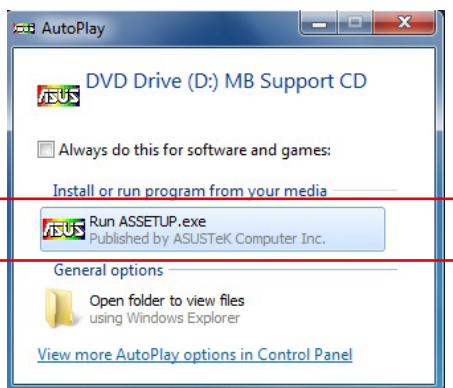 AutoPlay
DVD Drive (D:) MB Support CD
ASUS
Always do this for software and games:
Install or run program from your media
ASUS
Run ASSETUP.exe
Published by ASUSTeK Computer Inc.
General options
Open folder to view files
using Windows Explorer
View more AutoPlay options in Control Panel